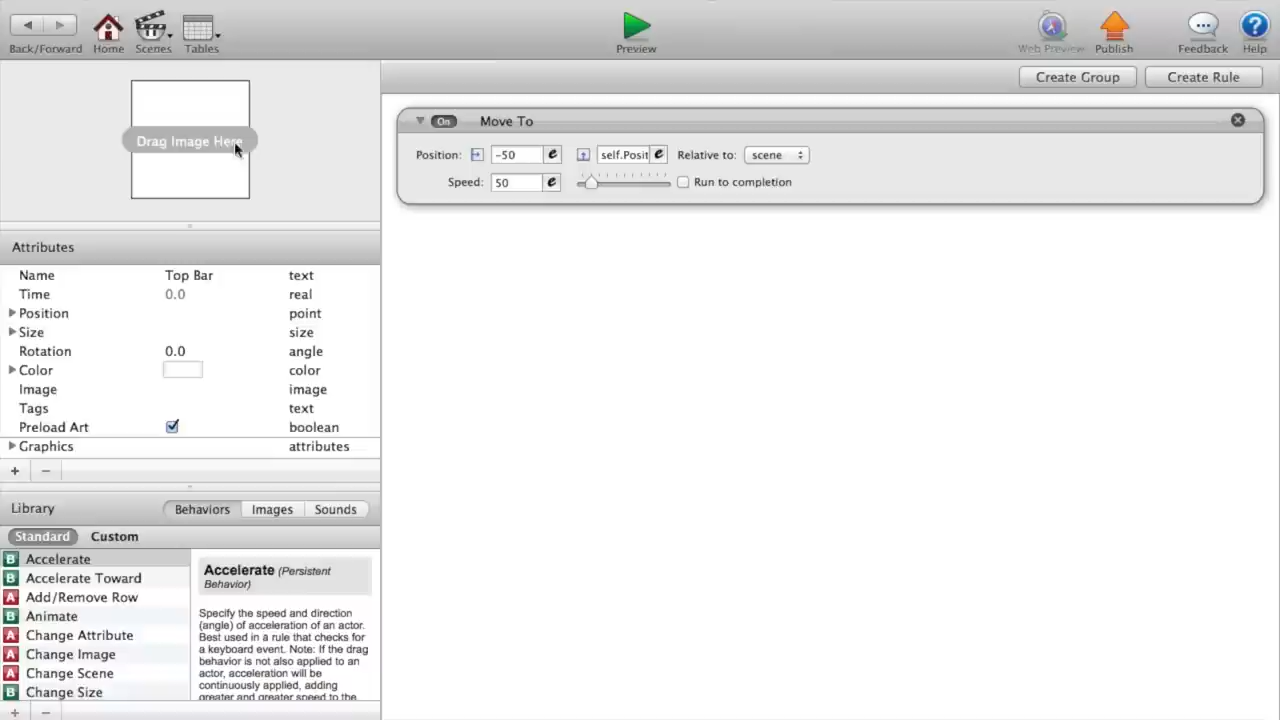 Back/Forward Home Scenes Tables Preview Web Preview Publish Feedback Help
Create Group Create Rule
Drag Image Here
On Move To
Position: -50 e self.Posit e Relative to: scene
Speed: 50 e Run to completion
Attributes
Name Top Bar text
Time 0.0 real
Position point
Size size
Rotation 0.0 angle
Color color
Image image
Tags text
Preload Art boolean
Graphics attributes
+ −
Library Behaviors Images Sounds
Standard Custom
B Accelerate
B Accelerate Toward
A Add/Remove Row
B Animate
A Change Attribute
A Change Image
A Change Scene
B Change Size
Accelerate (Persistent
Behavior)
Specify the speed and direction
(angle) of acceleration of an actor.
Best used in a rule that checks for
a keyboard event. Note: If the drag
behavior is not also applied to an
actor, acceleration will be
continuously applied, adding
greater and greater speed to the
+ −